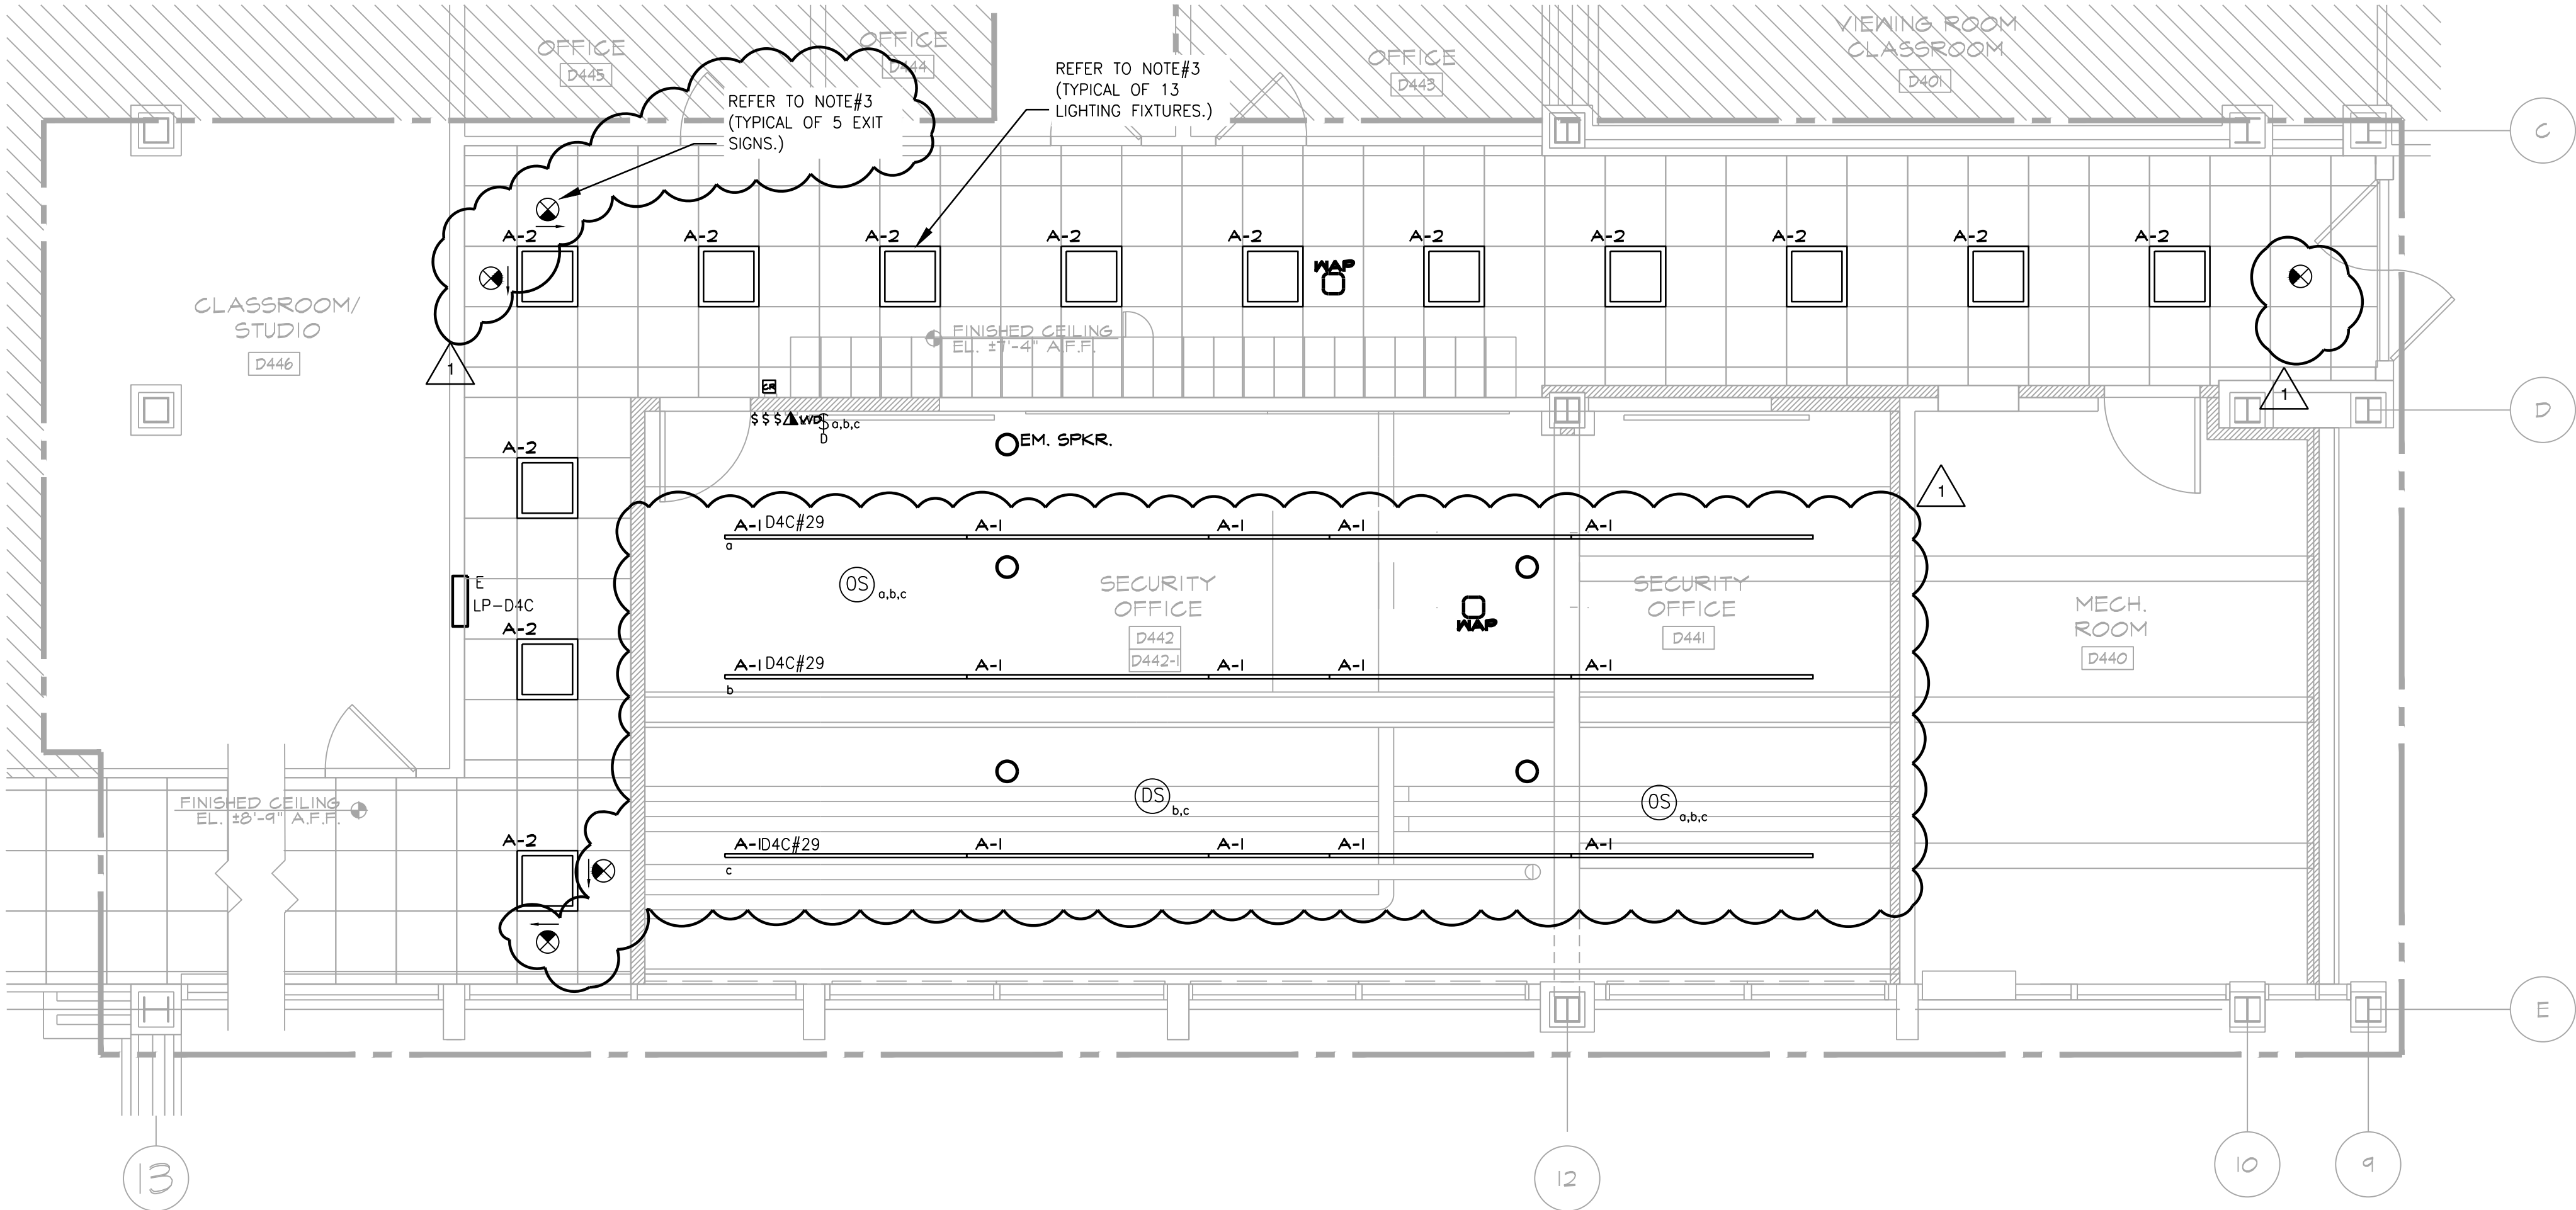 OFFICE
D445
OFFICE
D444
OFFICE
D443
VIEWING ROOM
CLASSROOM
D401
REFER TO NOTE#3
(TYPICAL OF 5 EXIT
SIGNS.)
REFER TO NOTE#3
(TYPICAL OF 13
LIGHTING FIXTURES.)
C
A-2
A-2
A-2
A-2
A-2
A-2
A-2
A-2
A-2
A-2
WAP
CLASSROOM/
STUDIO
D446
FINISHED CEILING
EL. ±7'-4" A.F.F.
1
1
CR
$ $ $ WP $ a,b,c
D
EM. SPKR.
D
A-2
1
A-1 D4C#29
A-1
A-1
A-1
A-1
a
OS a,b,c
SECURITY
OFFICE
D442
D442-1
SECURITY
OFFICE
D441
WAP
MECH.
ROOM
D440
E
LP-D4C
A-2
A-1 D4C#29
A-1
A-1
A-1
A-1
b
FINISHED CEILING
EL. ±8'-9" A.F.F.
DS b,c
OS a,b,c
A-2
A-1 D4C#29
A-1
A-1
A-1
A-1
c
E
13
12
10
9